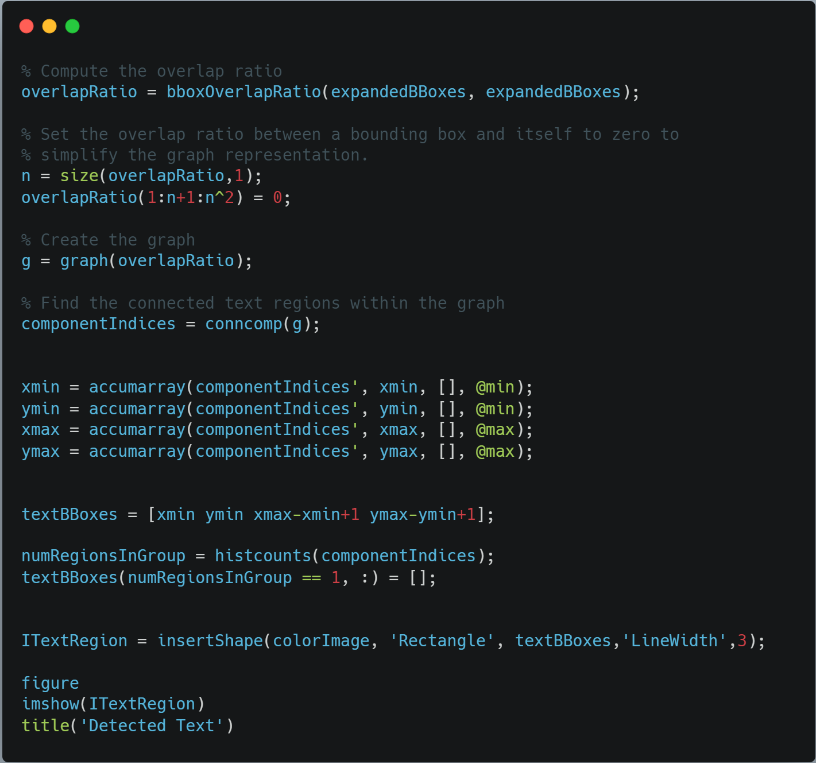 % Compute the overlap ratio
overlapRatio = bboxOverlapRatio(expandedBBoxes, expandedBBoxes);
% Set the overlap ratio between a bounding box and itself to zero to
% simplify the graph representation.
n = size(overlapRatio,1);
overlapRatio(1:n+1:n^2) = 0;
% Create the graph
g = graph(overlapRatio);
% Find the connected text regions within the graph
componentIndices = conncomp(g);
xmin = accumarray(componentIndices', xmin, [], @min);
ymin = accumarray(componentIndices', ymin, [], @min);
xmax = accumarray(componentIndices', xmax, [], @max);
ymax = accumarray(componentIndices', ymax, [], @max);
textBBoxes = [xmin ymin xmax-xmin+1 ymax-ymin+1];
numRegionsInGroup = histcounts(componentIndices);
textBBoxes(numRegionsInGroup == 1, :) = [];
ITextRegion = insertShape(colorImage, 'Rectangle', textBBoxes,'LineWidth',3);
figure
imshow(ITextRegion)
title('Detected Text')